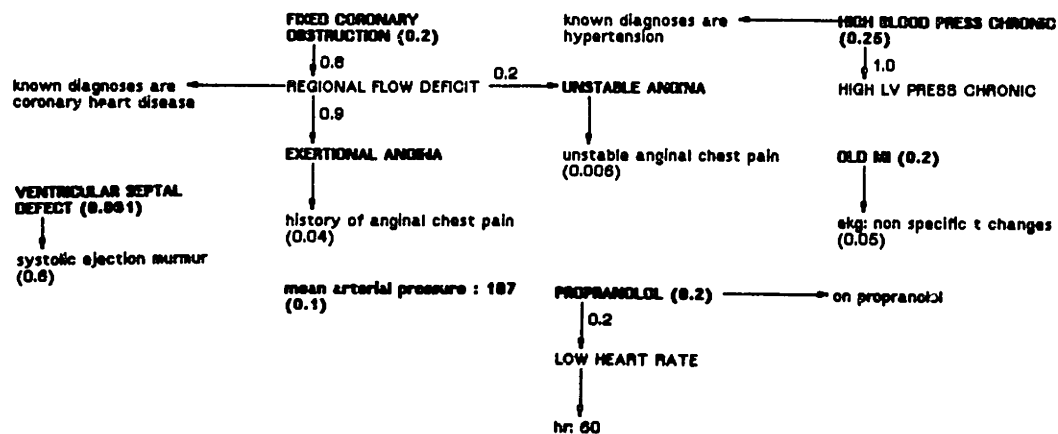 FIXED CORONARY
OBSTRUCTION (0.2)
known diagnoses are
hypertension
HIGH BLOOD PRESS CHRONIC
(0.25)
0.6
1.0
known diagnoses are
coronary heart disease
REGIONAL FLOW DEFICIT
0.2
UNSTABLE ANGINA
HIGH LV PRESS CHRONIC
0.9
EXERTIONAL ANGINA
unstable anginal chest pain
(0.006)
OLD MI (0.2)
VENTRICULAR SEPTAL
DEFECT (0.001)
history of anginal chest pain
(0.04)
ekg: non specific t changes
(0.05)
systolic ejection murmur
(0.6)
mean arterial pressure : 107
(0.1)
PROPRANOLOL (0.2)
on propranolol
0.2
LOW HEART RATE
hr: 60